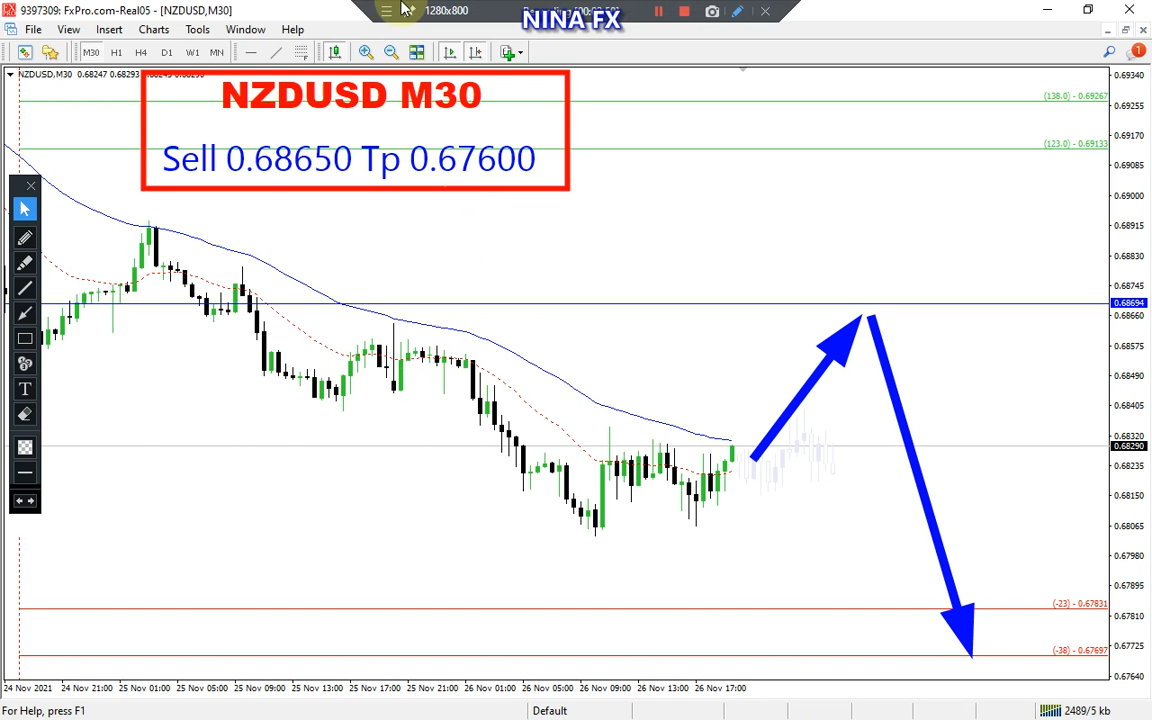 9397309: FxPro.com-Real05 - [NZDUSD,M30]
1280x800
NINA FX
File View Insert Charts Tools Window Help
M30 H1 H4 D1 W1 MN
1
NZDUSD,M30 0.68247 0.68293
NZDUSD M30
Sell 0.68650 Tp 0.67600
(138.0) - 0.69267
(123.0) - 0.69133
(-23) - 0.67831
(-38) - 0.67697
0.69340
0.69255
0.69170
0.69085
0.69000
0.68915
0.68830
0.68745
0.68694
0.68660
0.68575
0.68490
0.68405
0.68320
0.68290
0.68235
0.68150
0.68065
0.67980
0.67895
0.67810
0.67725
0.67640
T
24 Nov 2021 24 Nov 21:00 25 Nov 01:00 25 Nov 05:00 25 Nov 09:00 25 Nov 13:00 25 Nov 17:00 25 Nov 21:00 26 Nov 01:00 26 Nov 05:00 26 Nov 09:00 26 Nov 13:00 26 Nov 17:00
For Help, press F1
Default
2489/5 kb